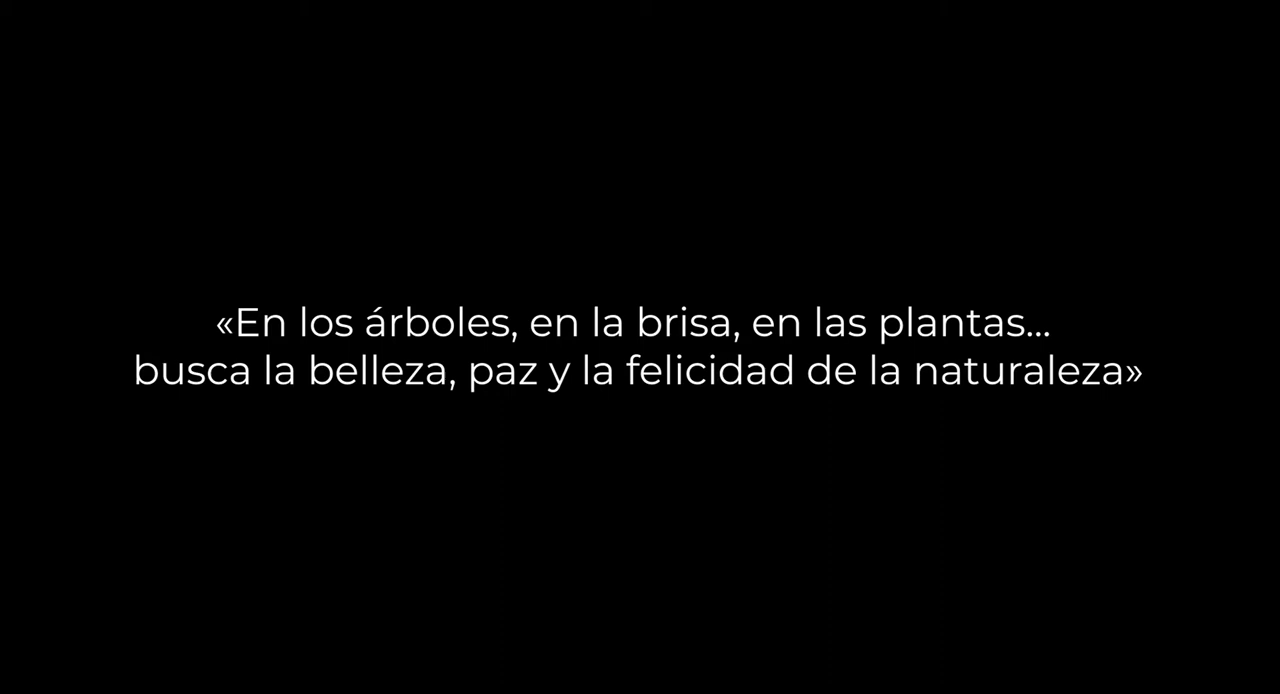 «En los árboles, en la brisa, en las plantas...
busca la belleza, paz y la felicidad de la naturaleza»